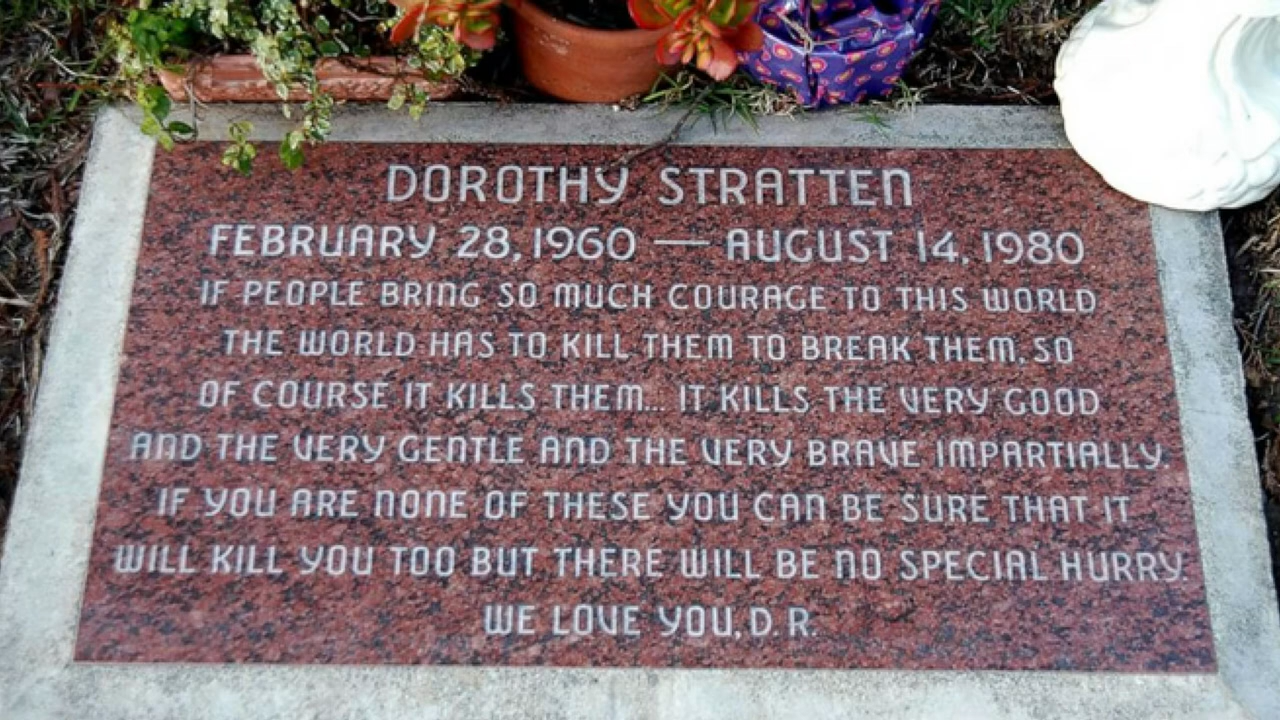 DOROTHY STRATTEN
FEBRUARY 28, 1960 — AUGUST 14, 1980
IF PEOPLE BRING SO MUCH COURAGE TO THIS WORLD
THE WORLD HAS TO KILL THEM TO BREAK THEM, SO
OF COURSE IT KILLS THEM... IT KILLS THE VERY GOOD
AND THE VERY GENTLE AND THE VERY BRAVE IMPARTIALLY.
IF YOU ARE NONE OF THESE YOU CAN BE SURE THAT IT
WILL KILL YOU TOO BUT THERE WILL BE NO SPECIAL HURRY.
WE LOVE YOU, D. R.